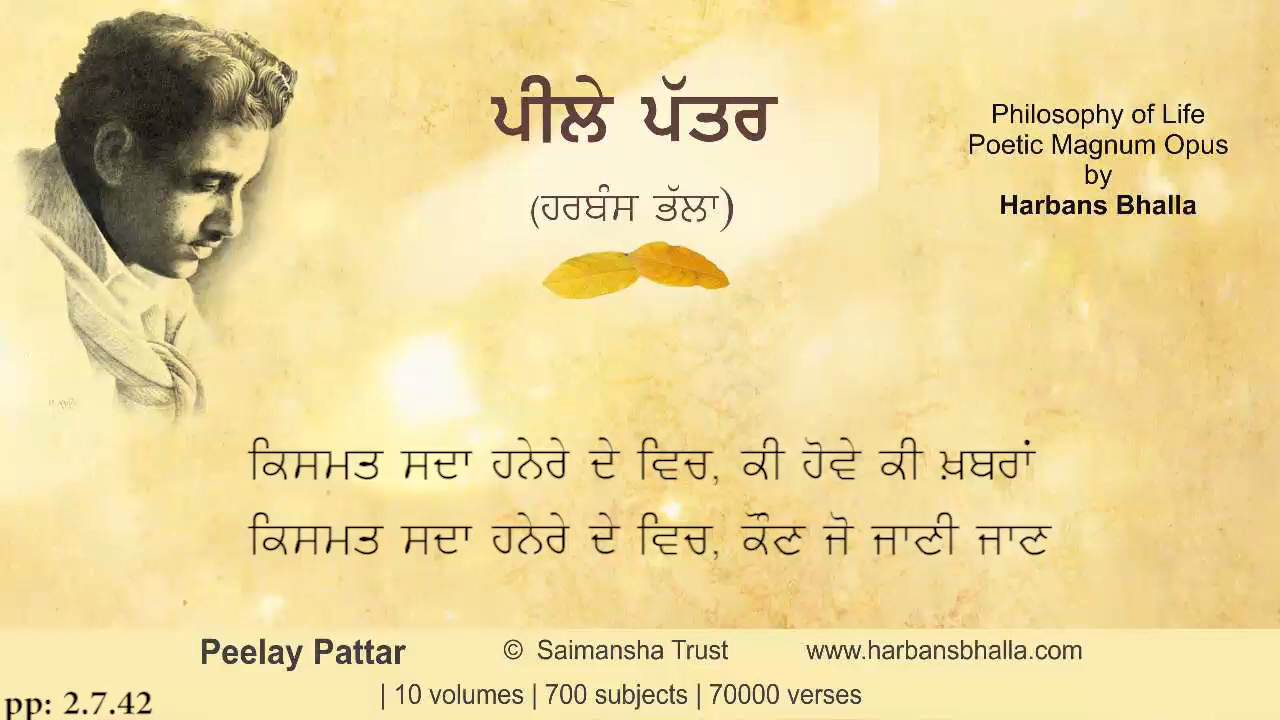 ਪੀਲੇ ਪੱਤਰ
(ਹਰਬੰਸ ਭੱਲਾ)
Philosophy of Life
Poetic Magnum Opus
by
Harbans Bhalla
ਕਿਸਮਤ ਸਦਾ ਹਨੇਰੇ ਦੇ ਵਿਚ, ਕੀ ਹੋਵੇ ਕੀ ਖ਼ਬਰਾਂ
ਕਿਸਮਤ ਸਦਾ ਹਨੇਰੇ ਦੇ ਵਿਚ, ਕੌਣ ਜੋ ਜਾਣੀ ਜਾਣ
Peelay Pattar © Saimansha Trust www.harbansbhalla.com
| 10 volumes | 700 subjects | 70000 verses
pp: 2.7.42